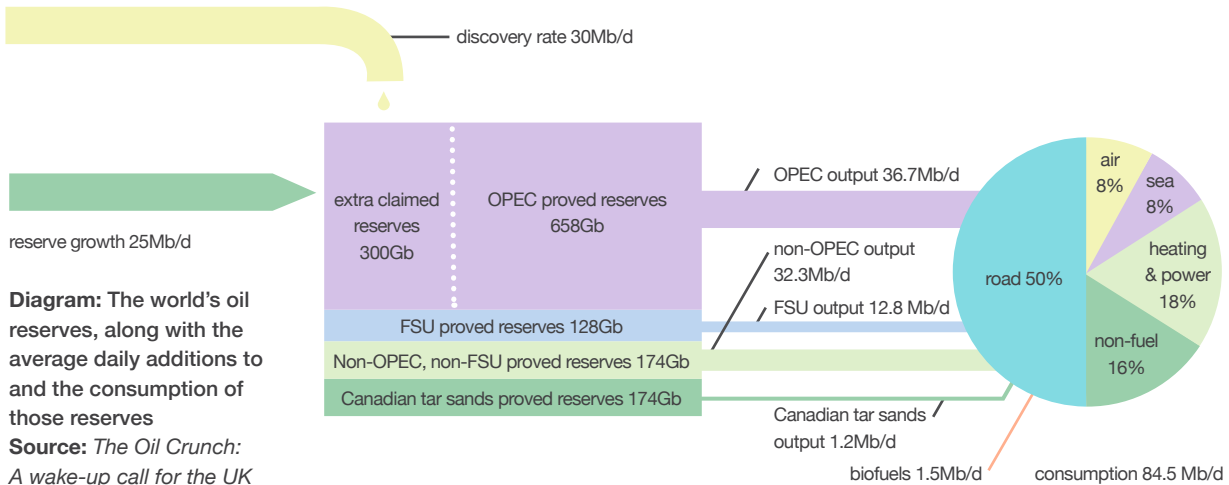 discovery rate 30Mb/d
reserve growth 25Mb/d
extra claimed
reserves
300Gb
OPEC proved reserves
658Gb
FSU proved reserves 128Gb
Non-OPEC, non-FSU proved reserves 174Gb
Canadian tar sands proved reserves 174Gb
OPEC output 36.7Mb/d
non-OPEC output
32.3Mb/d
FSU output 12.8 Mb/d
Canadian tar sands
output 1.2Mb/d
biofuels 1.5Mb/d
consumption 84.5 Mb/d
road 50%
air
8%
sea
8%
heating
& power
18%
non-fuel
16%
Diagram: The world's oil
reserves, along with the
average daily additions to
and the consumption of
those reserves
Source: The Oil Crunch:
A wake-up call for the UK